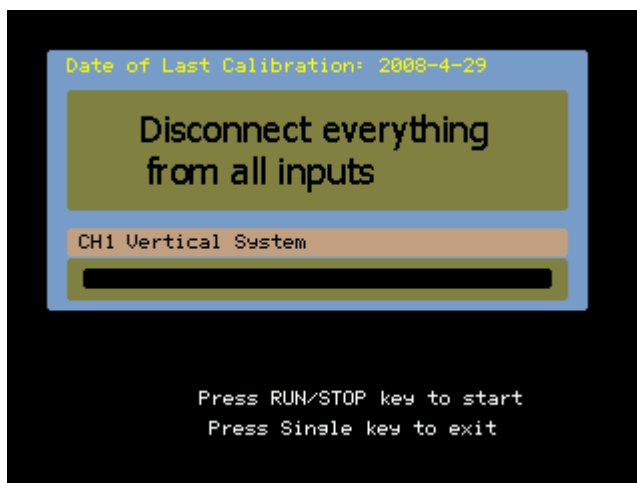 Date of Last Calibration: 2008-4-29
Disconnect everything
from all inputs
CH1 Vertical System
Press RUN/STOP key to start
Press Single key to exit